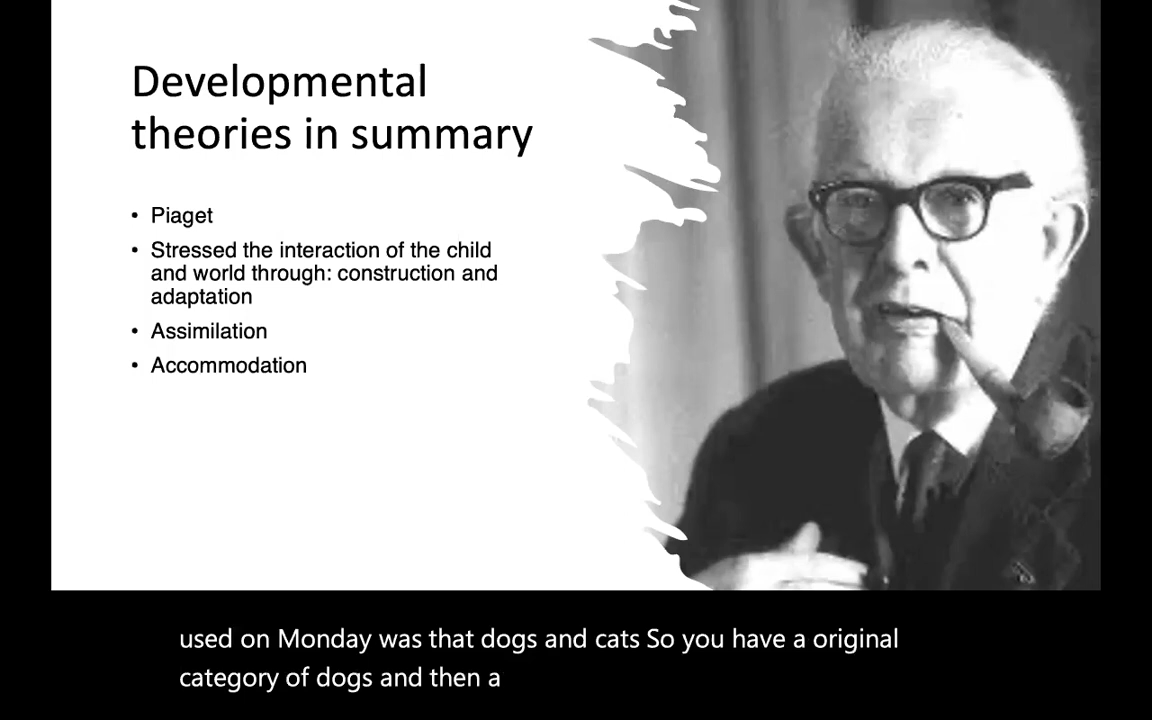 Developmental
theories in summary
• Piaget
• Stressed the interaction of the child
and world through: construction and
adaptation
• Assimilation
• Accommodation
used on Monday was that dogs and cats So you have a original
category of dogs and then a